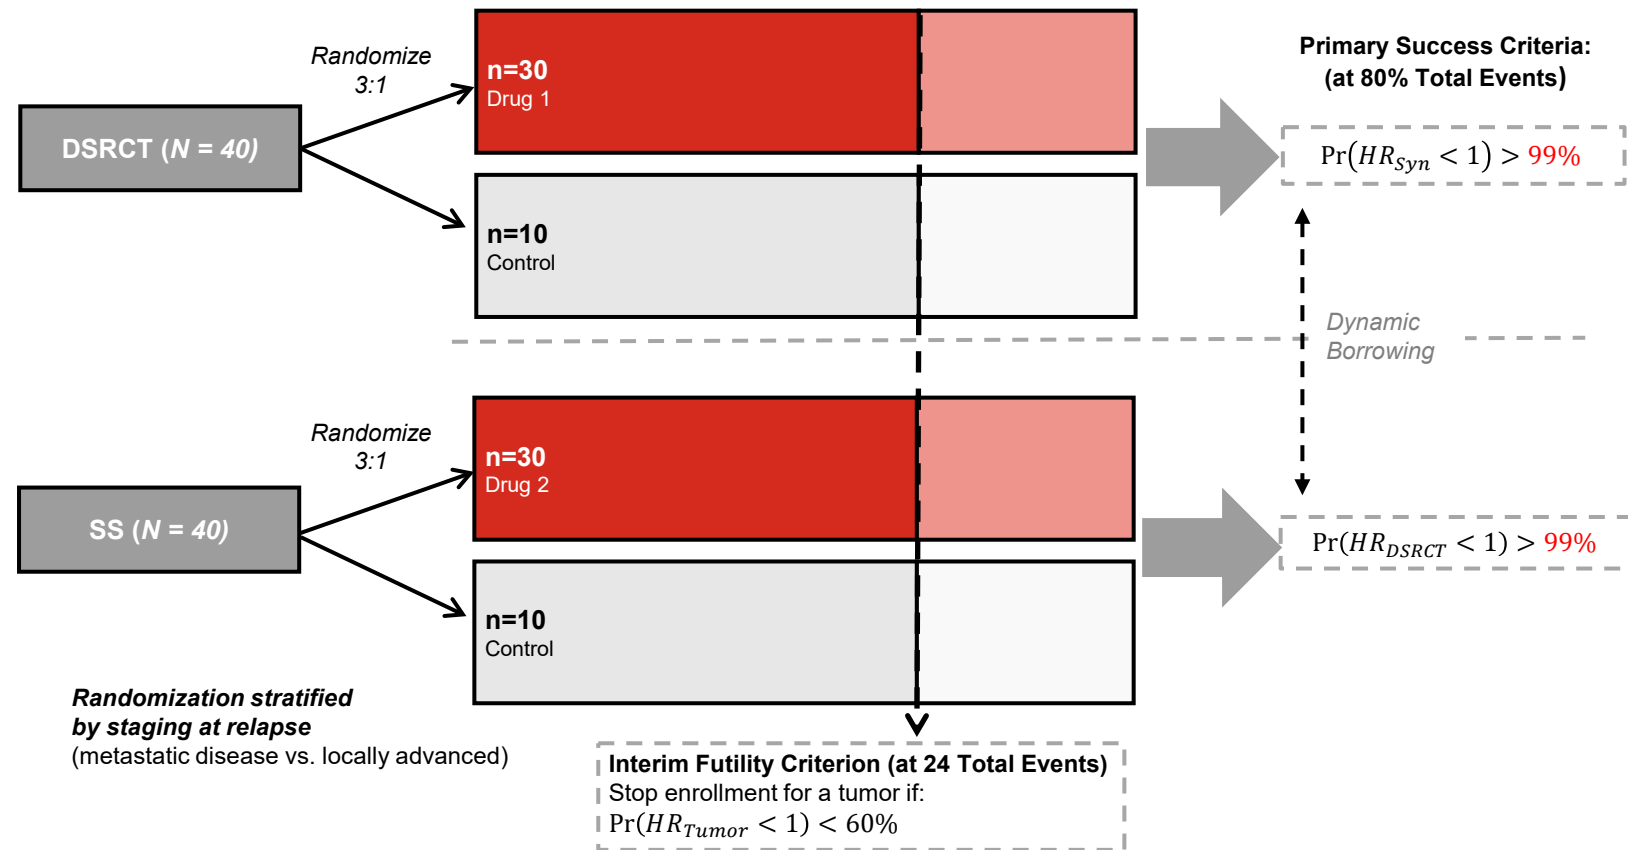 Randomize
3:1
DSRCT (N = 40)
n=30
Drug 1
n=10
Control
Primary Success Criteria:
(at 80% Total Events)
Pr(HR_Syn < 1) > 99%
Dynamic
Borrowing
Randomize
3:1
SS (N = 40)
n=30
Drug 2
n=10
Control
Pr(HR_DSRCT < 1) > 99%
Randomization stratified
by staging at relapse
(metastatic disease vs. locally advanced)
Interim Futility Criterion (at 24 Total Events)
Stop enrollment for a tumor if:
Pr(HR_Tumor < 1) < 60%